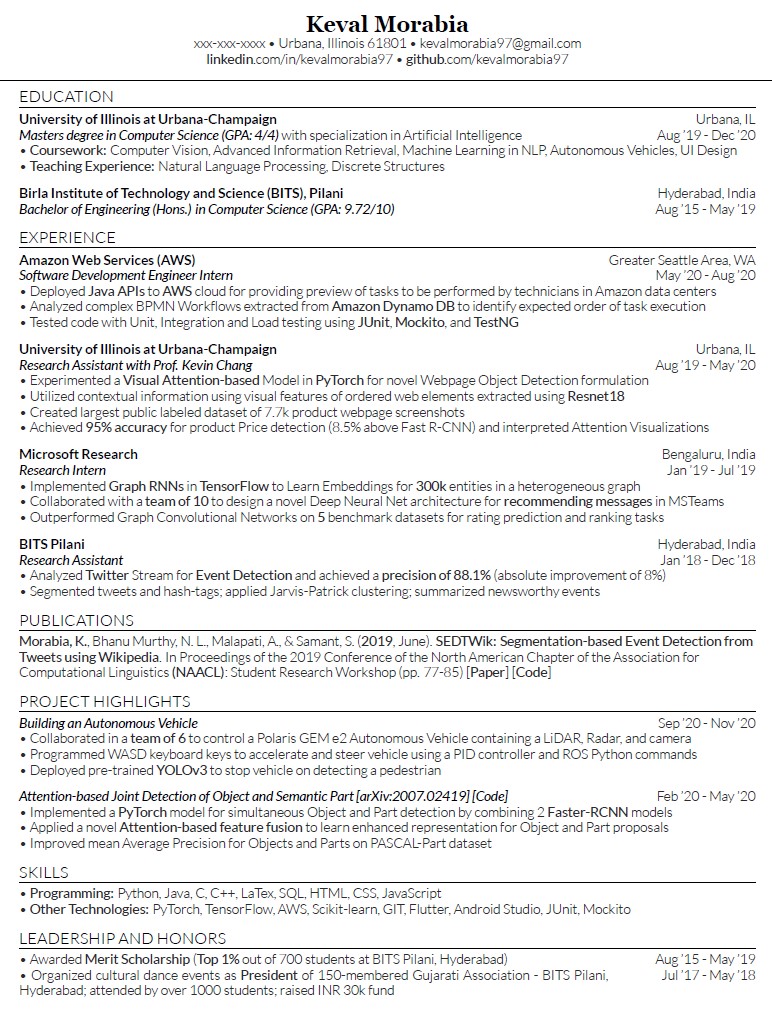 Keval Morabia
xxx-xxx-xxxx • Urbana, Illinois 61801 • kevalmorabia97@gmail.com
linkedin.com/in/kevalmorabia97 • github.com/kevalmorabia97
EDUCATION
University of Illinois at Urbana-Champaign Urbana, IL
Masters degree in Computer Science (GPA: 4/4) with specialization in Artificial Intelligence Aug '19 - Dec '20
• Coursework: Computer Vision, Advanced Information Retrieval, Machine Learning in NLP, Autonomous Vehicles, UI Design
• Teaching Experience: Natural Language Processing, Discrete Structures
Birla Institute of Technology and Science (BITS), Pilani Hyderabad, India
Bachelor of Engineering (Hons.) in Computer Science (GPA: 9.72/10) Aug '15 - May '19
EXPERIENCE
Amazon Web Services (AWS) Greater Seattle Area, WA
Software Development Engineer Intern May '20 - Aug '20
• Deployed Java APIs to AWS cloud for providing preview of tasks to be performed by technicians in Amazon data centers
• Analyzed complex BPMN Workflows extracted from Amazon Dynamo DB to identify expected order of task execution
• Tested code with Unit, Integration and Load testing using JUnit, Mockito, and TestNG
University of Illinois at Urbana-Champaign Urbana, IL
Research Assistant with Prof. Kevin Chang Aug '19 - May '20
• Experimented a Visual Attention-based Model in PyTorch for novel Webpage Object Detection formulation
• Utilized contextual information using visual features of ordered web elements extracted using Resnet18
• Created largest public labeled dataset of 7.7k product webpage screenshots
• Achieved 95% accuracy for product Price detection (8.5% above Fast R-CNN) and interpreted Attention Visualizations
Microsoft Research Bengaluru, India
Research Intern Jan '19 - Jul '19
• Implemented Graph RNNs in TensorFlow to Learn Embeddings for 300k entities in a heterogeneous graph
• Collaborated with a team of 10 to design a novel Deep Neural Net architecture for recommending messages in MSTeams
• Outperformed Graph Convolutional Networks on 5 benchmark datasets for rating prediction and ranking tasks
BITS Pilani Hyderabad, India
Research Assistant Jan '18 - Dec '18
• Analyzed Twitter Stream for Event Detection and achieved a precision of 88.1% (absolute improvement of 8%)
• Segmented tweets and hash-tags; applied Jarvis-Patrick clustering; summarized newsworthy events
PUBLICATIONS
Morabia, K., Bhanu Murthy, N. L., Malapati, A., & Samant, S. (2019, June). SEDTWik: Segmentation-based Event Detection from
Tweets using Wikipedia. In Proceedings of the 2019 Conference of the North American Chapter of the Association for
Computational Linguistics (NAACL): Student Research Workshop (pp. 77-85) [Paper] [Code]
PROJECT HIGHLIGHTS
Building an Autonomous Vehicle Sep '20 - Nov '20
• Collaborated in a team of 6 to control a Polaris GEM e2 Autonomous Vehicle containing a LiDAR, Radar, and camera
• Programmed WASD keyboard keys to accelerate and steer vehicle using a PID controller and ROS Python commands
• Deployed pre-trained YOLOv3 to stop vehicle on detecting a pedestrian
Attention-based Joint Detection of Object and Semantic Part [arXiv:2007.02419] [Code] Feb '20 - May '20
• Implemented a PyTorch model for simultaneous Object and Part detection by combining 2 Faster-RCNN models
• Applied a novel Attention-based feature fusion to learn enhanced representation for Object and Part proposals
• Improved mean Average Precision for Objects and Parts on PASCAL-Part dataset
SKILLS
• Programming: Python, Java, C, C++, LaTex, SQL, HTML, CSS, JavaScript
• Other Technologies: PyTorch, TensorFlow, AWS, Scikit-learn, GIT, Flutter, Android Studio, JUnit, Mockito
LEADERSHIP AND HONORS
• Awarded Merit Scholarship (Top 1% out of 700 students at BITS Pilani, Hyderabad) Aug '15 - May '19
• Organized cultural dance events as President of 150-membered Gujarati Association - BITS Pilani, Jul '17 - May '18
Hyderabad; attended by over 1000 students; raised INR 30k fund